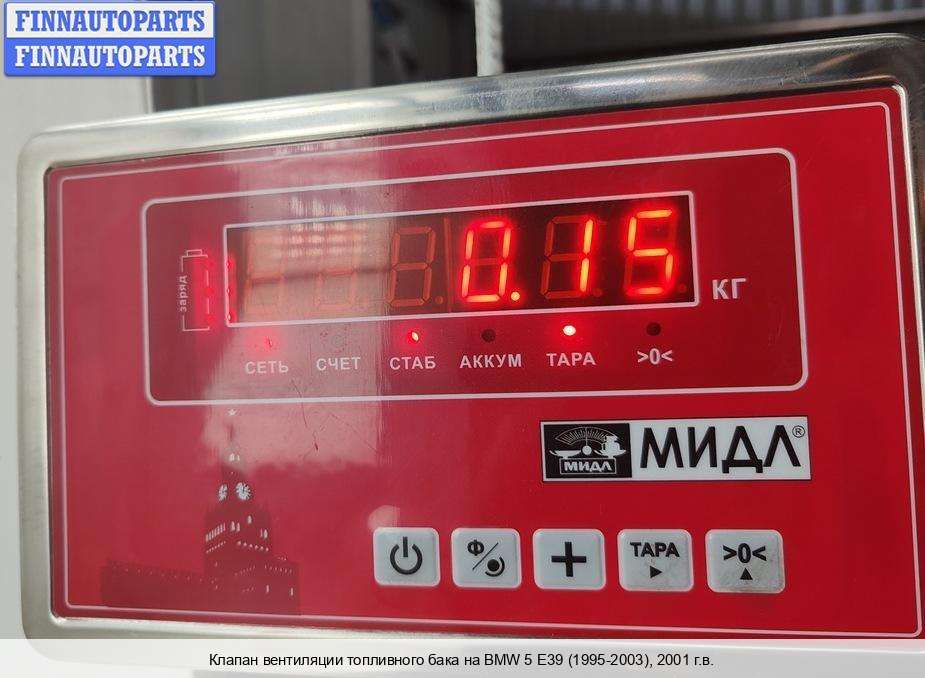 FINNAUTOPARTS
FINNAUTOPARTS
0.15
КГ
заряд
СЕТЬ СЧЕТ СТАБ АККУМ ТАРА >0<
МИДЛ МИДЛ®
Ф ТАРА >0<
Клапан вентиляции топливного бака на BMW 5 E39 (1995-2003), 2001 г.в.